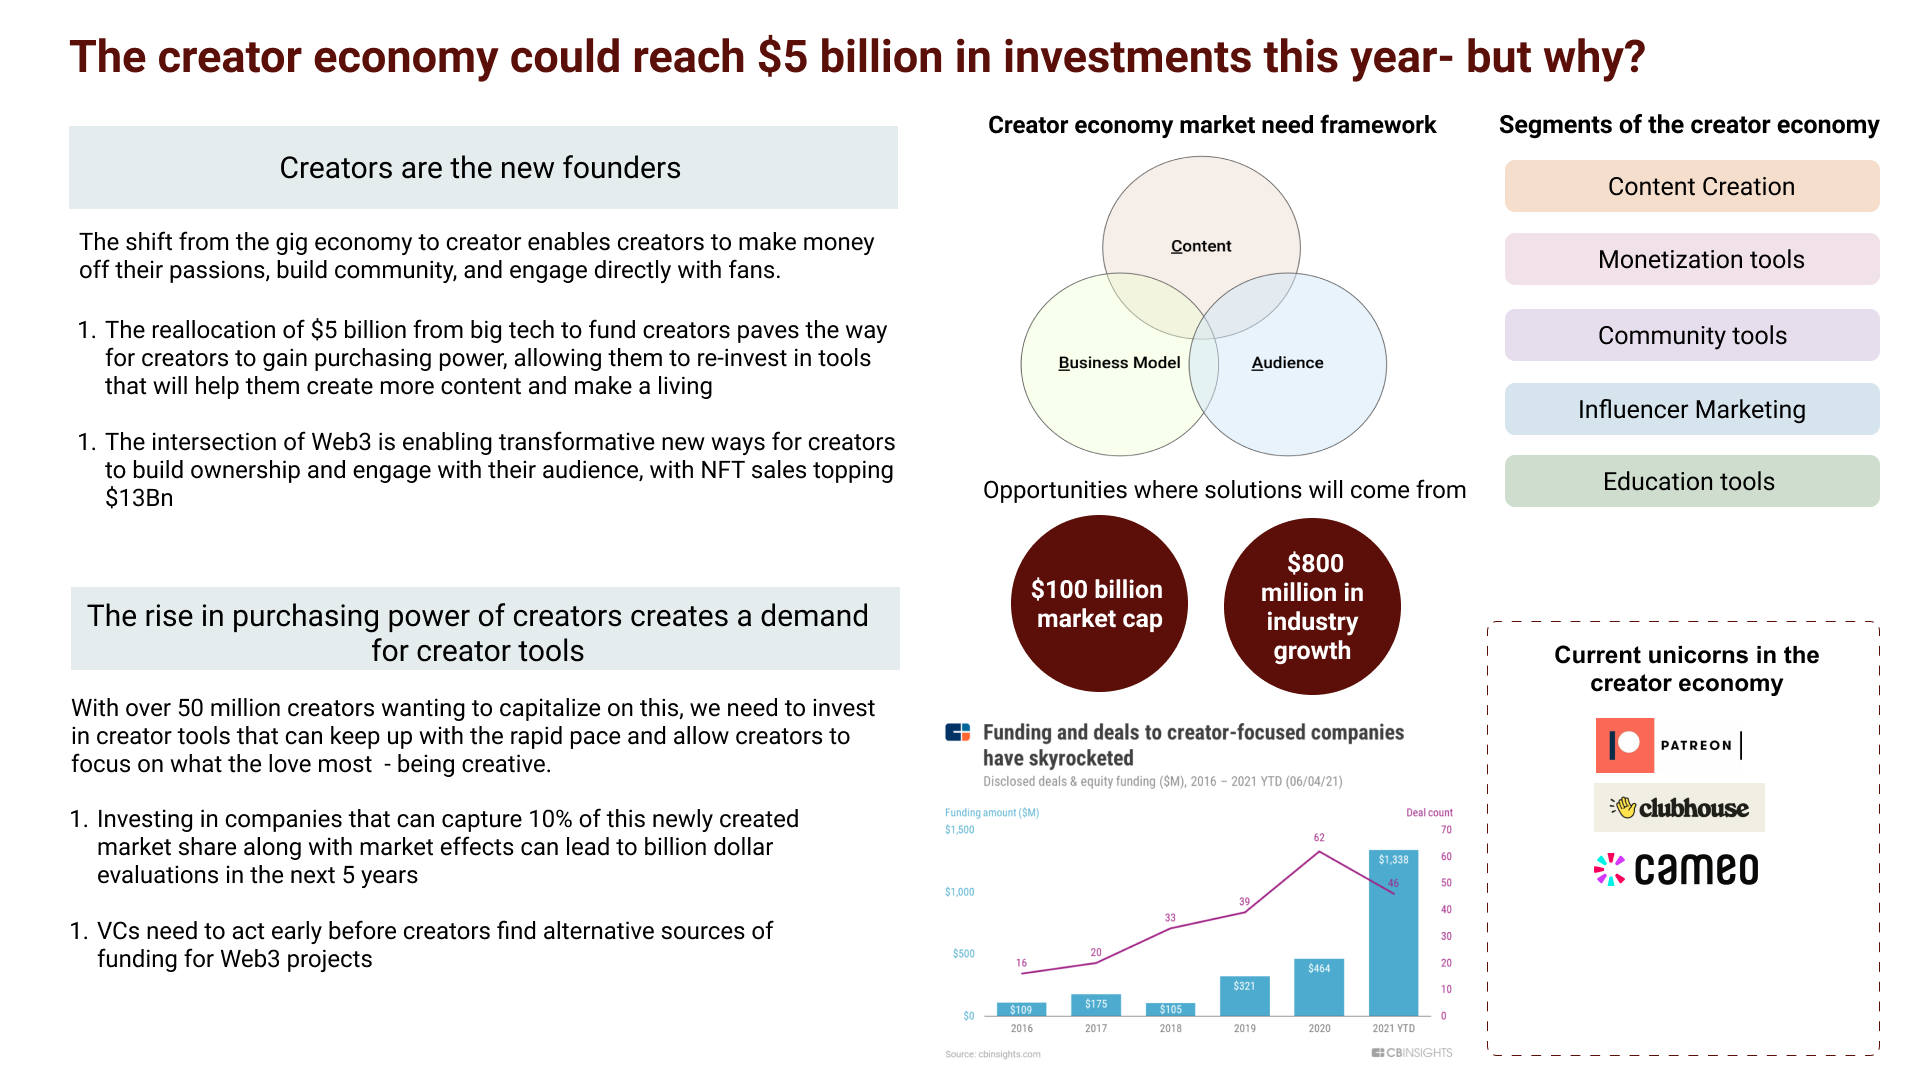 The creator economy could reach $5 billion in investments this year- but why?
Creators are the new founders
The shift from the gig economy to creator enables creators to make money
off their passions, build community, and engage directly with fans.
1. The reallocation of $5 billion from big tech to fund creators paves the way
for creators to gain purchasing power, allowing them to re-invest in tools
that will help them create more content and make a living
1. The intersection of Web3 is enabling transformative new ways for creators
to build ownership and engage with their audience, with NFT sales topping
$13Bn
The rise in purchasing power of creators creates a demand
for creator tools
With over 50 million creators wanting to capitalize on this, we need to invest
in creator tools that can keep up with the rapid pace and allow creators to
focus on what the love most  - being creative.
1. Investing in companies that can capture 10% of this newly created
market share along with market effects can lead to billion dollar
evaluations in the next 5 years
1. VCs need to act early before creators find alternative sources of
funding for Web3 projects
Creator economy market need framework
Content
Business Model
Audience
Opportunities where solutions will come from
$100 billion
market cap
$800
million in
industry
growth
Funding and deals to creator-focused companies
have skyrocketed
Disclosed deals & equity funding ($M), 2016 – 2021 YTD (06/04/21)
Funding amount ($M)
Deal count
$1,500
$1,000
$500
$0
70
60
50
40
30
20
10
0
16
20
33
39
62
46
$109
$175
$105
$321
$464
$1,338
2016
2017
2018
2019
2020
2021 YTD
Source: cbinsights.com
CBINSIGHTS
Segments of the creator economy
Content Creation
Monetization tools
Community tools
Influencer Marketing
Education tools
Current unicorns in the
creator economy
PATREON
clubhouse
cameo